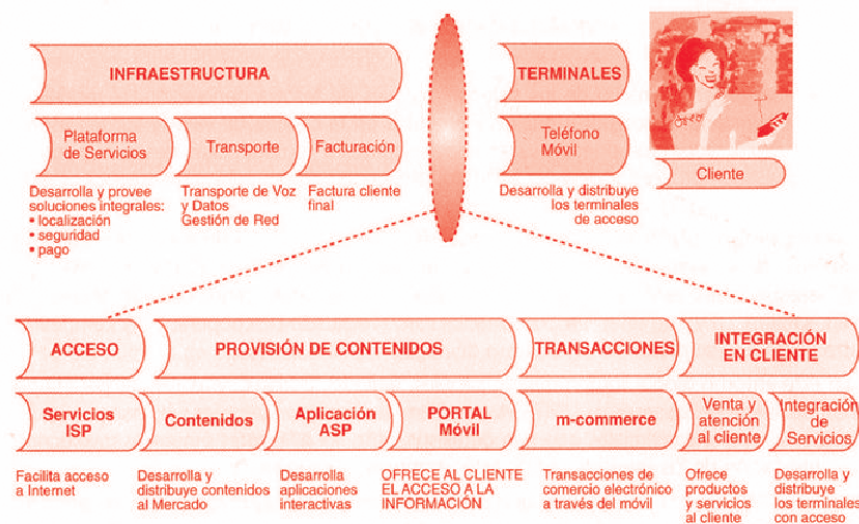 INFRAESTRUCTURA
TERMINALES
Plataforma
de Servicios
Transporte
Facturación
Teléfono
Móvil
Cliente
Desarrolla y provee
soluciones integrales:
• localización
• seguridad
• pago
Transporte de Voz
y Datos
Gestión de Red
Factura cliente
final
Desarrolla y distribuye
los terminales
de acceso
ACCESO
PROVISIÓN DE CONTENIDOS
TRANSACCIONES
INTEGRACIÓN
EN CLIENTE
Servicios
ISP
Contenidos
Aplicación
ASP
PORTAL
Móvil
m-commerce
Venta y
atención
al cliente
Integración
de
Servicios
Facilita acceso
a Internet
Desarrolla y
distribuye contenidos
al Mercado
Desarrolla
aplicaciones
interactivas
OFRECE AL CLIENTE
EL ACCESO A LA
INFORMACIÓN
Transacciones de
comercio electrónico
a través del móvil
Ofrece
productos
y servicios
al cliente
Desarrolla y
distribuye
los terminales
con acceso